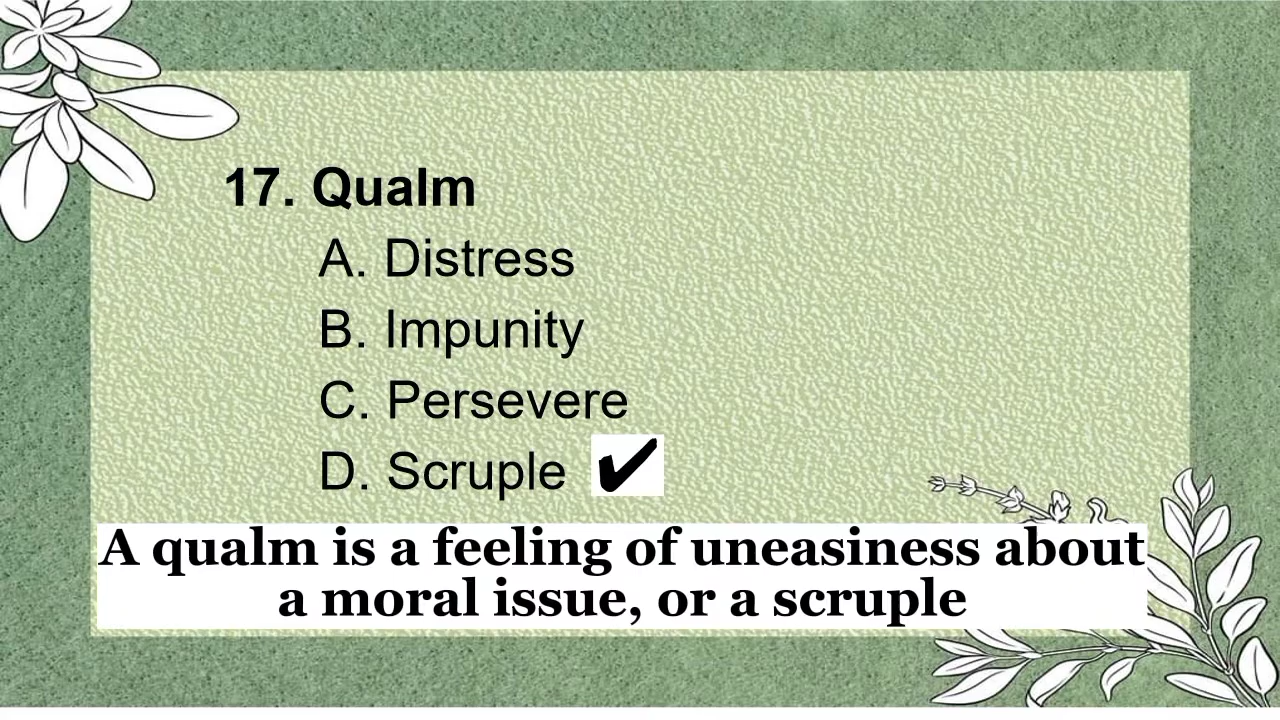 17. Qualm
A. Distress
B. Impunity
C. Persevere
D. Scruple ✔
A qualm is a feeling of uneasiness about
a moral issue, or a scruple